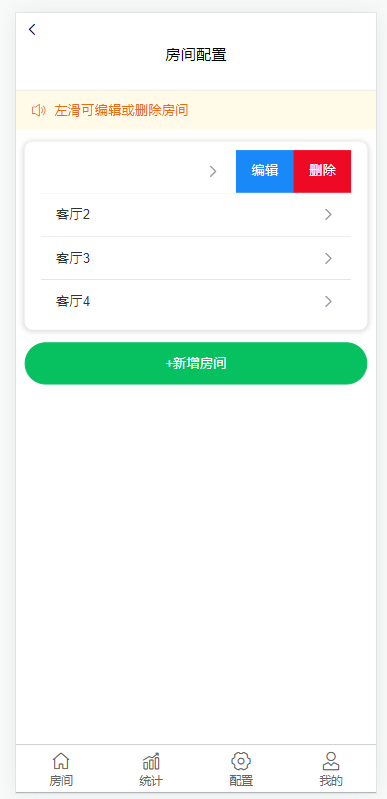 房间配置
左滑可编辑或删除房间
编辑 删除
客厅2
客厅3
客厅4
+新增房间
房间 统计 配置 我的